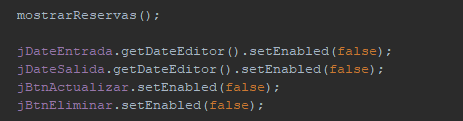 mostrarReservas();
jDateEntrada.getDateEditor().setEnabled(false);
jDateSalida.getDateEditor().setEnabled(false);
jBtnActualizar.setEnabled(false);
jBtnEliminar.setEnabled(false);